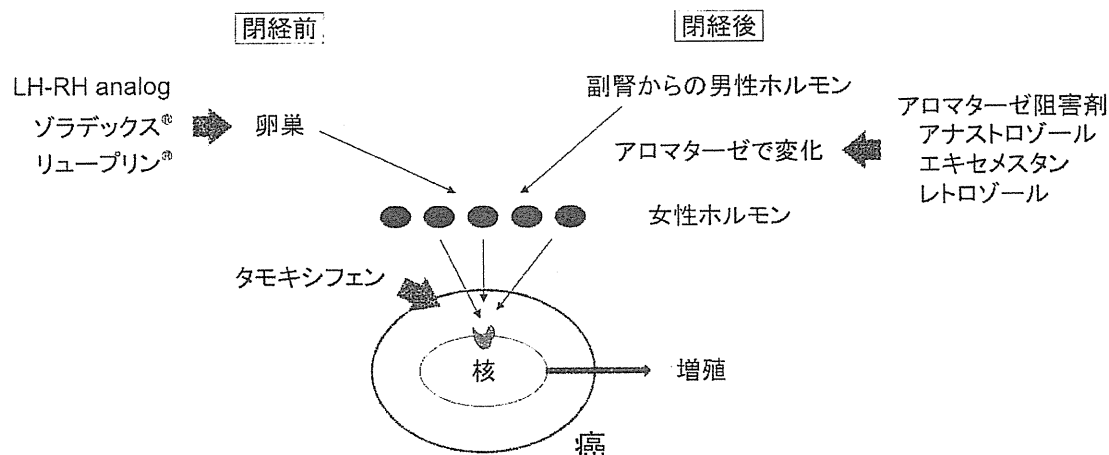 閉経前
閉経後
LH-RH analog
ゾラデックス®
リュープリン®
卵巣
副腎からの男性ホルモン
アロマターゼで変化
アロマターゼ阻害剤
アナストロゾール
エキセメスタン
レトロゾール
女性ホルモン
タモキシフェン
核
増殖
癌